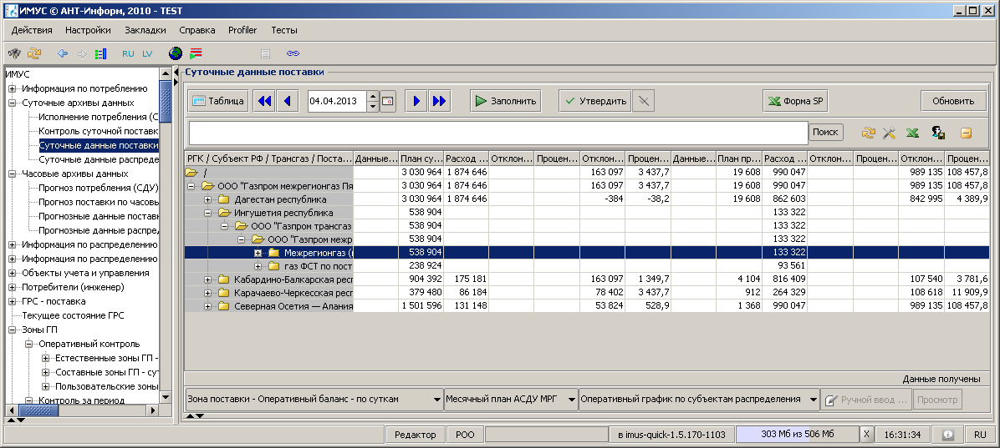 ИМУС © АНТ-Информ, 2010 - TEST
Действия Настройки Закладки Справка Profiler Тесты
RU LV
ИМУС
Информация по потреблению
Суточные архивы данных
Исполнение потребления (С
Контроль суточной поставк
Суточные данные поставки
Суточные данные распреде
Часовые архивы данных
Прогноз потребления (СДУ)
Прогноз поставки по часовы
Прогнозные данные постав
Прогнозные данные распред
Информация по распределению
Информация по распределению
Объекты учета и управления
Потребители (инженер)
ГРС - поставка
Текущее состояние ГРС
Зоны ГП
Оперативный контроль
Естественные зоны ГП -
Составные зоны ГП - сут
Пользовательские зоны
Контроль за период
Суточные данные поставки
Таблица 04.04.2013 Заполнить Утвердить Форма SP Обновить
Поиск
РГК / Субъект РФ / Трансгаз / Поста... Данные... План су... Расход ... Отклон... Процен... Отклон... Процен... Данные... План пр... Расход ... Отклон... Процен... Отклон... Процен...
/ 3 030 964 1 874 646 163 097 3 437,7 19 608 990 047 989 135 108 457,8
ООО "Газпром межрегионгаз Пя 3 030 964 1 874 646 163 097 3 437,7 19 608 990 047 989 135 108 457,8
Дагестан республика 3 030 964 1 874 646 -384 -38,2 19 608 862 603 842 995 4 389,9
Ингушетия республика 538 904 133 322
ООО "Газпром трансгаз 538 904 133 322
ООО "Газпром межр 538 904 133 322
Межрегионгаз ( 538 904 133 322
газ ФСТ по пост 238 924 93 561
Кабардино-Балкарская респ 904 392 175 181 163 097 1 349,7 4 104 816 409 107 540 3 781,6
Карачаево-Черкесская респ 379 480 86 184 78 402 3 437,7 912 264 329 108 618 11 909,9
Северная Осетия — Алания 1 501 596 131 148 53 824 528,9 1 368 990 047 989 135 108 457,8
Данные получены
Зона поставки - Оперативный баланс - по суткам Месячный план АСДУ МРГ Оперативный график по субъектам распределения Ручной ввод ... Просмотр
Редактор РОО в imus-quick-1.5.170-1103 303 Мб из 506 Мб X 16:31:34 RU